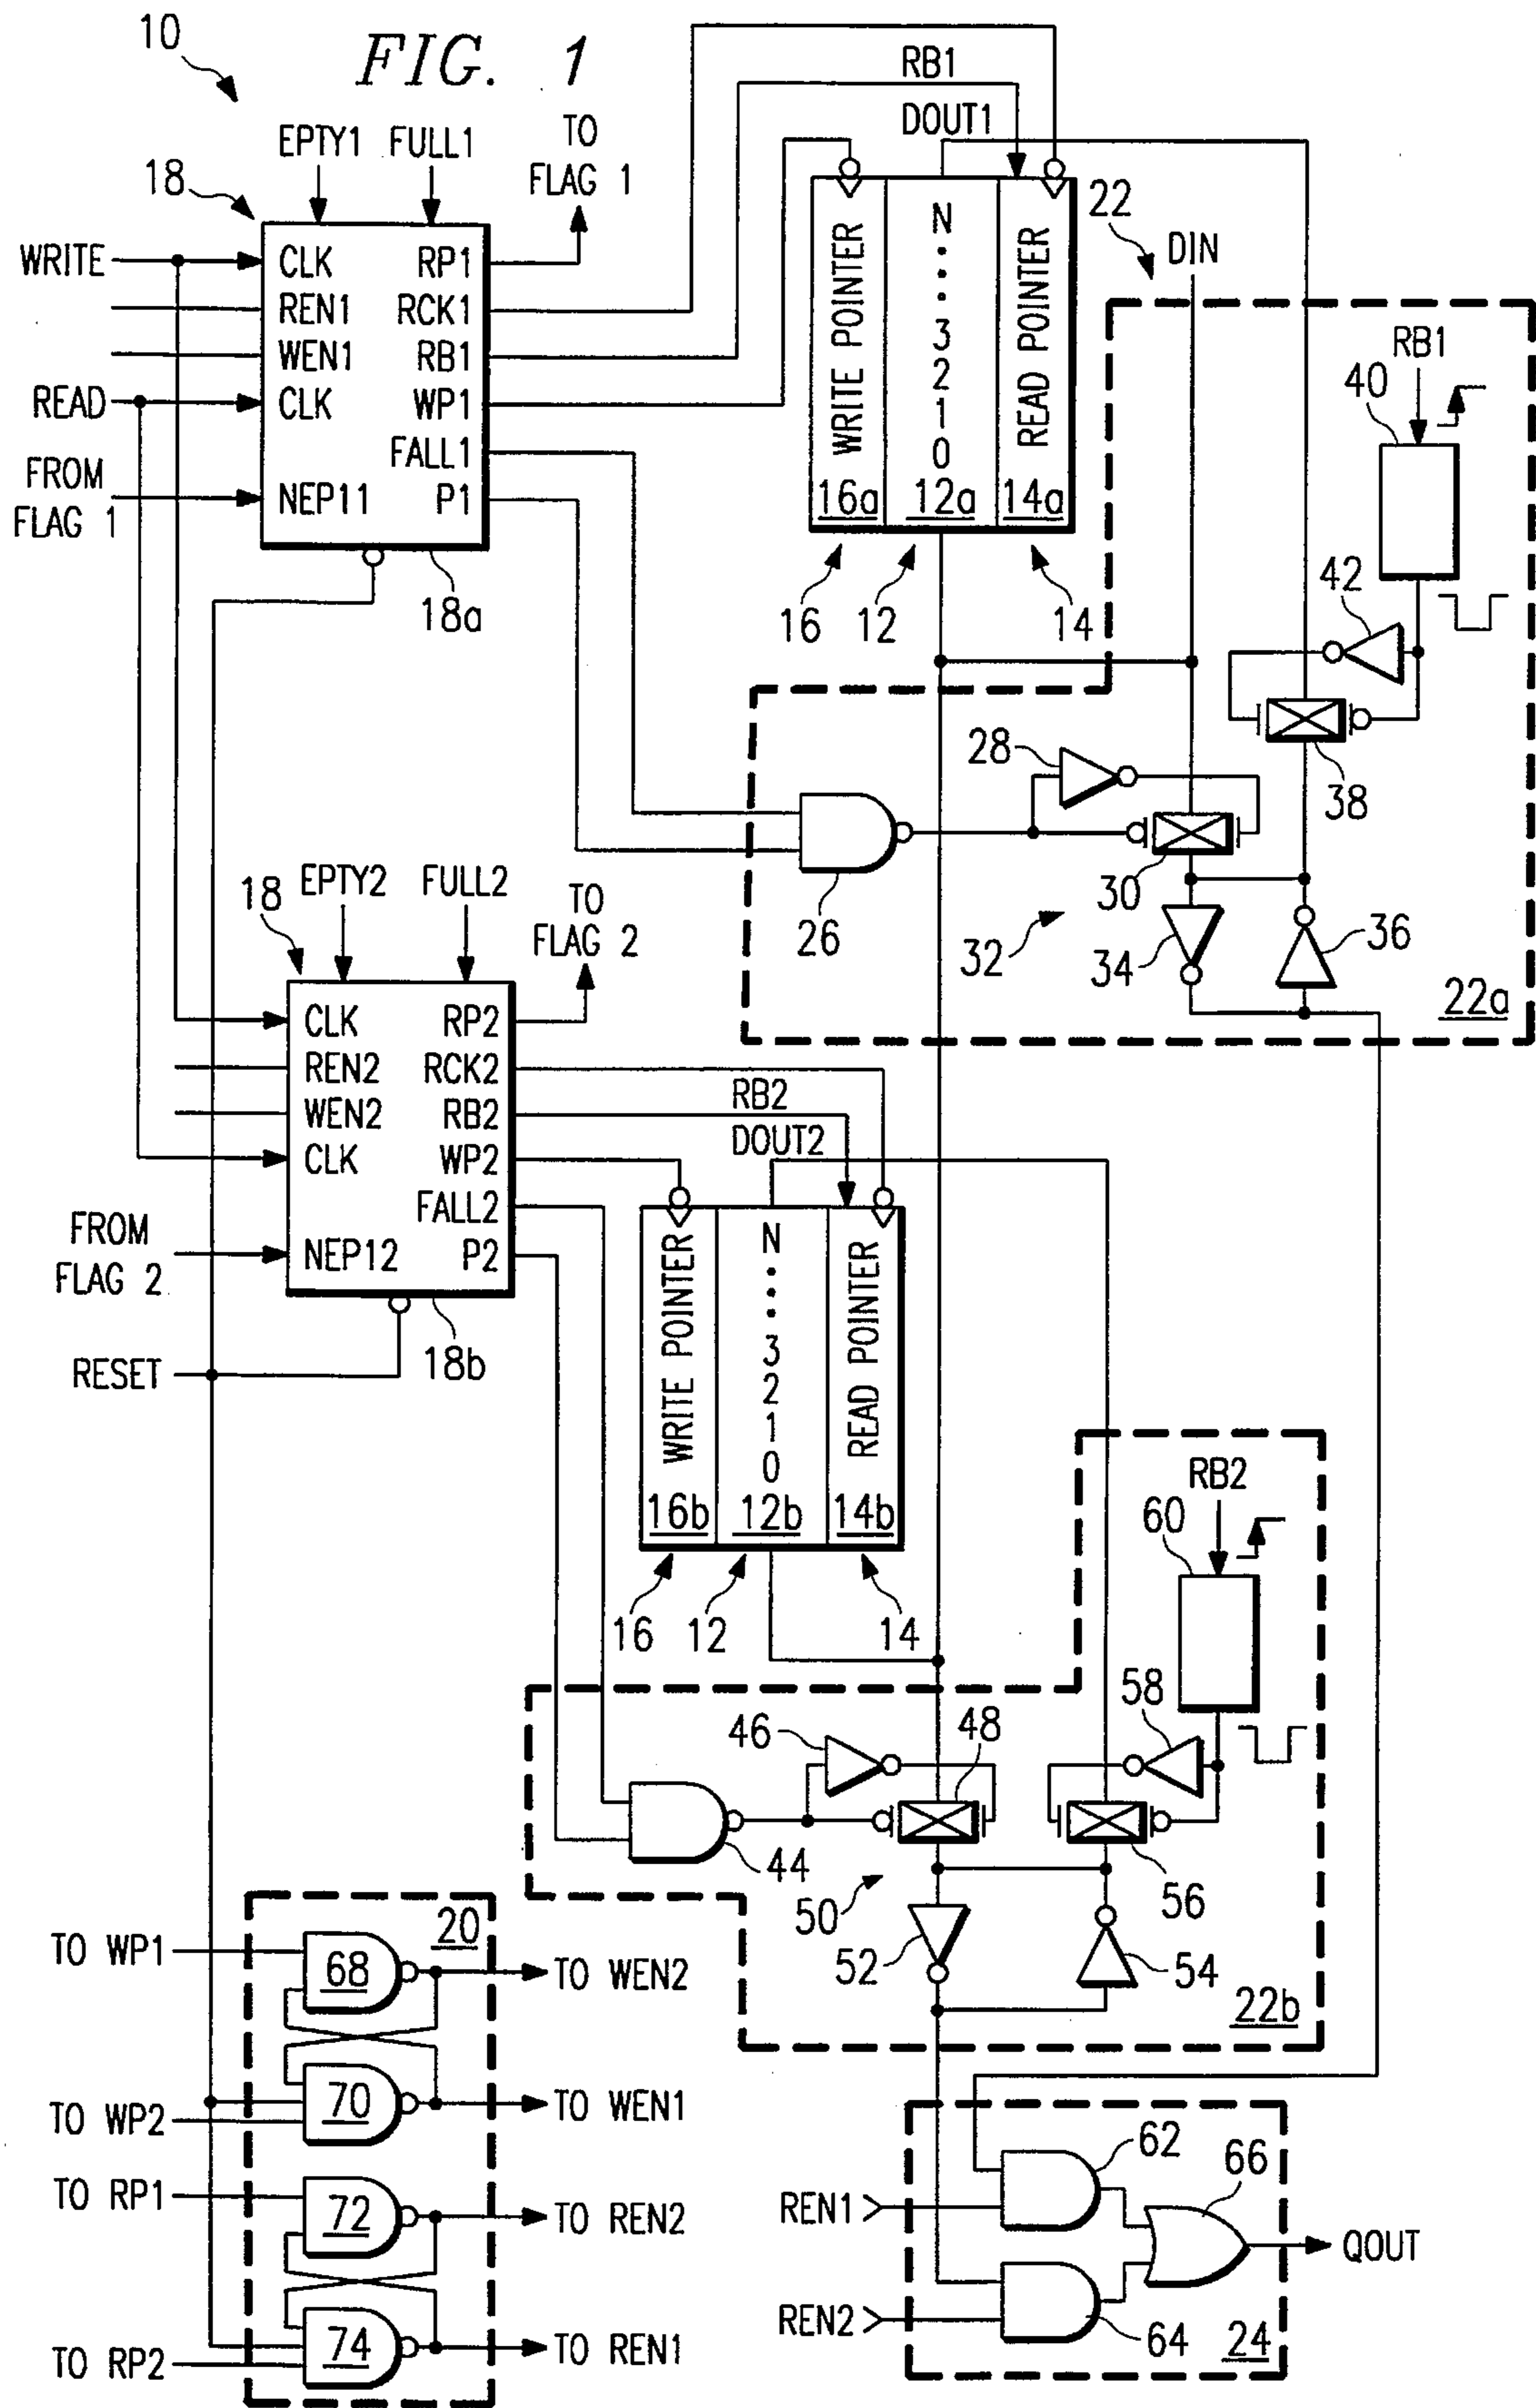 10
FIG. 1
RB1
DOUT1
EPTY1
FULL1
TO
FLAG 1
18
22
DIN
WRITE
CLK
RP1
REN1
RCK1
WEN1
RB1
READ
CLK
WP1
FROM
FLAG 1
FALL1
NEP11
P1
18a
WRITE POINTER
16a
N
3
2
1
0
12a
READ POINTER
14a
16
12
14
RB1
40
42
38
28
30
26
32
34
36
22a
EPTY2
FULL2
TO
FLAG 2
18
CLK
RP2
REN2
RCK2
WEN2
RB2
CLK
WP2
FALL2
FROM
FLAG 2
NEP12
P2
18b
RESET
RB2
DOUT2
WRITE POINTER
16b
N
3
2
1
0
12b
READ POINTER
14b
16
12
14
RB2
60
58
46
48
44
56
50
52
54
22b
20
TO WP1
68
TO WEN2
70
TO WEN1
TO WP2
TO RP1
72
TO REN2
74
TO REN1
TO RP2
62
66
REN1
QOUT
REN2
64
24